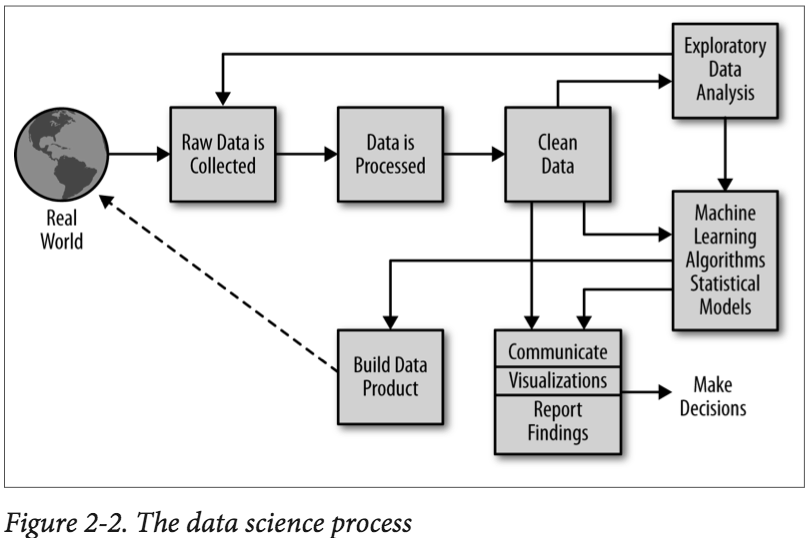 Exploratory
Data
Analysis
Raw Data is
Collected
Data is
Processed
Clean
Data
Real
World
Machine
Learning
Algorithms
Statistical
Models
Build Data
Product
Communicate
Visualizations
Report
Findings
Make
Decisions
Figure 2-2. The data science process